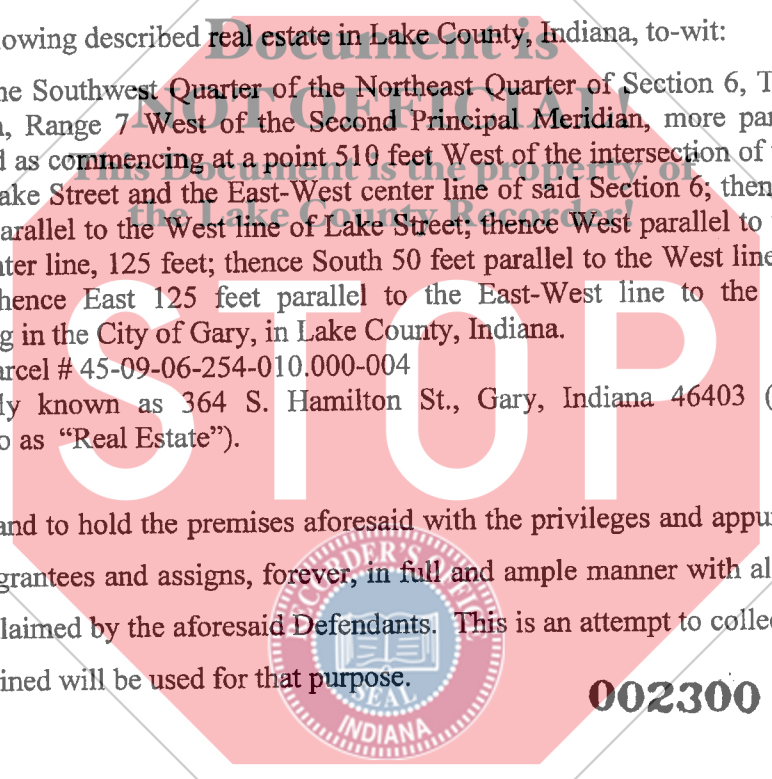 Document is
lowing described real estate in Lake County, Indiana, to-wit:
he Southwest Quarter of the Northeast Quarter of Section 6, T
NOT OFFICIAL!
, Range 7 West of the Second Principal Meridian, more par
d as commencing at a point 510 feet West of the intersection of
This Document is the property of
ake Street and the East-West center line of said Section 6; then
the Lake County Recorder!
arallel to the West line of Lake Street; thence West parallel to
ter line, 125 feet; thence South 50 feet parallel to the West line
hence East 125 feet parallel to the East-West line to the
g in the City of Gary, in Lake County, Indiana.
arcel # 45-09-06-254-010.000-004
ly known as 364 S. Hamilton St., Gary, Indiana 46403 (
o as “Real Estate”).
STOP
and to hold the premises aforesaid with the privileges and appu
grantees and assigns, forever, in full and ample manner with al
laimed by the aforesaid Defendants. This is an attempt to collec
ined will be used for that purpose.
002300
SEAL
INDIANA